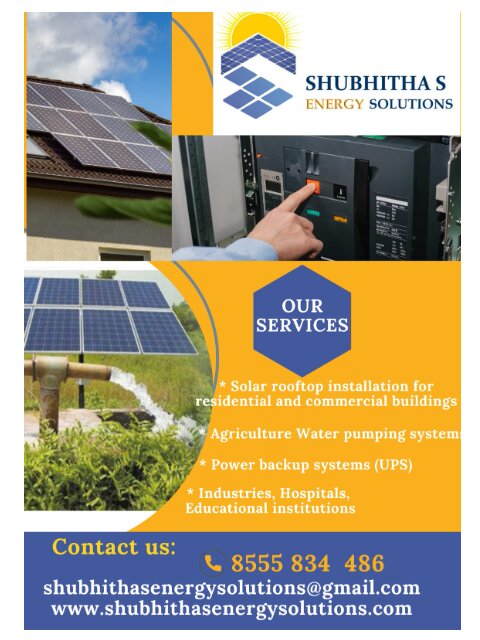 SHUBHITHA S
ENERGY SOLUTIONS
OUR
SERVICES
* Solar rooftop installation for
residential and commercial buildings
* Agriculture Water pumping systems
* Power backup systems (UPS)
* Industries, Hospitals,
Educational institutions
Contact us:
8555 834 486
shubhithasenergysolutions@gmail.com
www.shubhithasenergysolutions.com